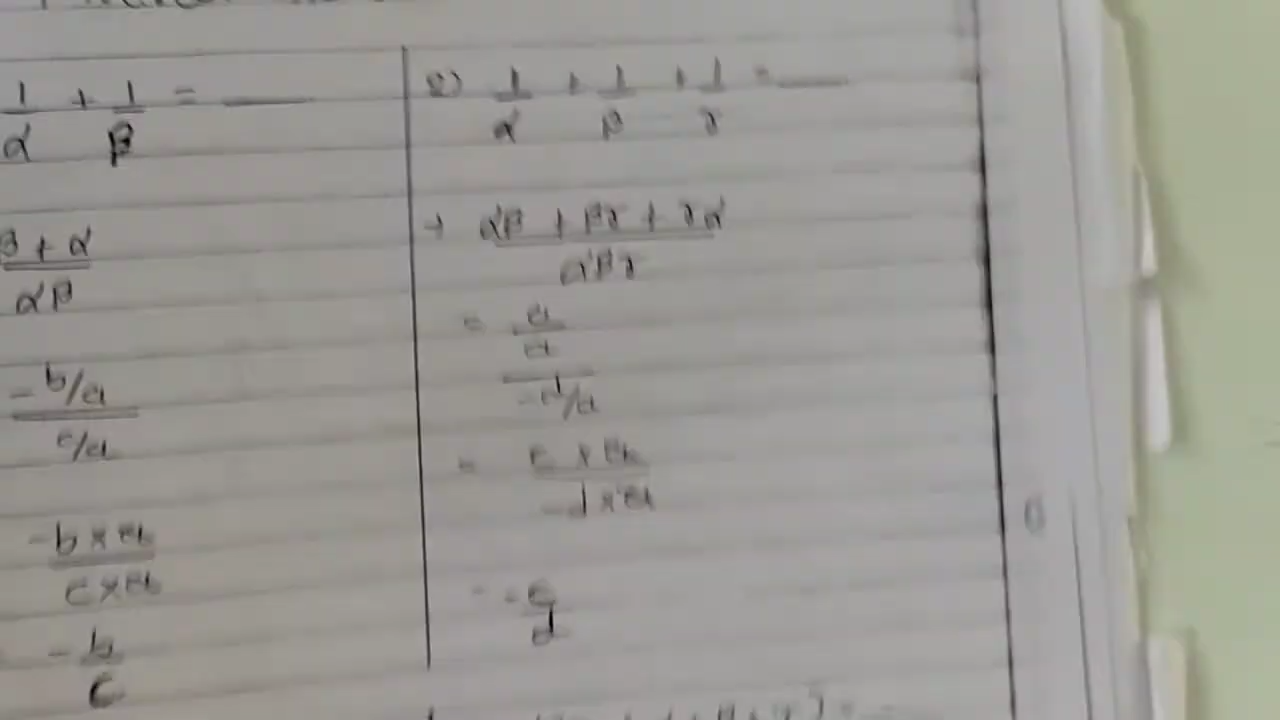 1/α + 1/β = ___
β + α / αβ
-b/a / c/a
-b × a / c × a
-b/c
2) 1/α + 1/β + 1/γ = ___
→ αβ + βγ + γα / αβγ
= c/a / -d/a
= c × a / -d × a
= -c/d